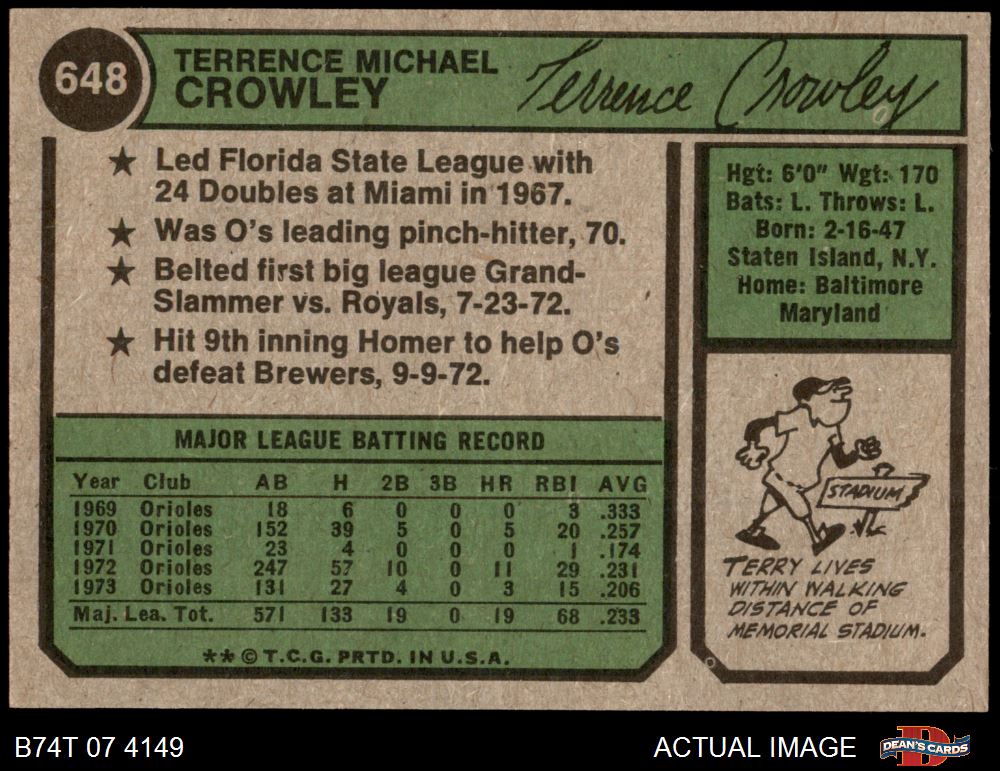 648
TERRENCE MICHAEL
CROWLEY
Terrence Crowley
★ Led Florida State League with
24 Doubles at Miami in 1967.
★ Was O's leading pinch-hitter, 70.
★ Belted first big league Grand-
Slammer vs. Royals, 7-23-72.
★ Hit 9th inning Homer to help O's
defeat Brewers, 9-9-72.
Hgt: 6'0" Wgt: 170
Bats: L. Throws: L.
Born: 2-16-47
Staten Island, N.Y.
Home: Baltimore
Maryland
MAJOR LEAGUE BATTING RECORD
Year Club AB H 2B 3B HR RBI AVG
1969 Orioles 18 6 0 0 0 3 .333
1970 Orioles 152 39 5 0 5 20 .257
1971 Orioles 23 4 0 0 0 1 .174
1972 Orioles 247 57 10 0 11 29 .231
1973 Orioles 131 27 4 0 3 15 .206
Maj. Lea. Tot. 571 133 19 0 19 68 .233
**© T.C.G. PRTD. IN U.S.A.
STADIUM
TERRY LIVES
WITHIN WALKING
DISTANCE OF
MEMORIAL STADIUM.
B74T 07 4149
ACTUAL IMAGE
DEAN'S CARDS